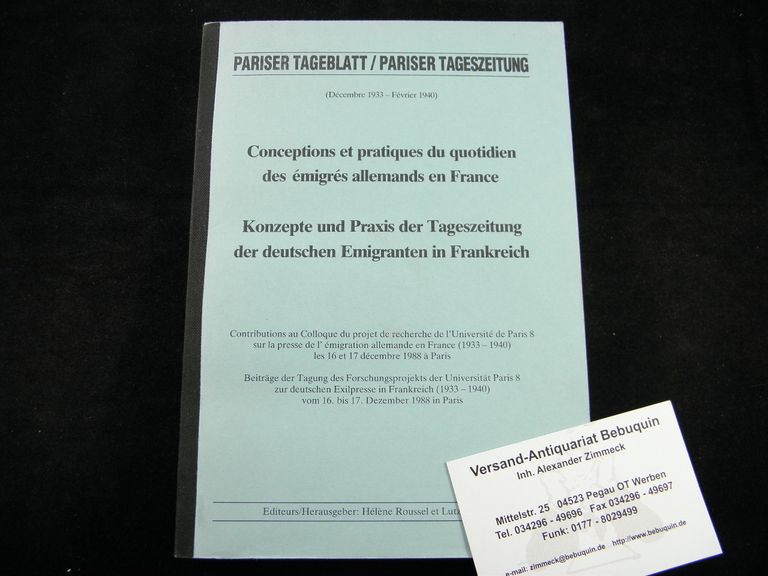 PARISER TAGEBLATT / PARISER TAGESZEITUNG
(Décembre 1933 – Février 1940)
Conceptions et pratiques du quotidien
des émigrés allemands en France
Konzepte und Praxis der Tageszeitung
der deutschen Emigranten in Frankreich
Contributions au Colloque du projet de recherche de l'Université de Paris 8
sur la presse de l' émigration allemande en France (1933 – 1940)
les 16 et 17 décembre 1988 à Paris
Beiträge der Tagung des Forschungsprojekts der Universität Paris 8
zur deutschen Exilpresse in Frankreich (1933 – 1940)
vom 16. bis 17. Dezember 1988 in Paris
Editeurs/Herausgeber: Hélène Roussel et Lutz
Versand-Antiquariat Bebuquin
Inh. Alexander Zimmeck
Mittelstr. 25 04523 Pegau OT Werben
Tel. 034296 - 49696 Fax 034296 - 49697
Funk: 0177 - 8029499
e-mail: zimmeck@bebuquin.de http://www.bebuquin.de